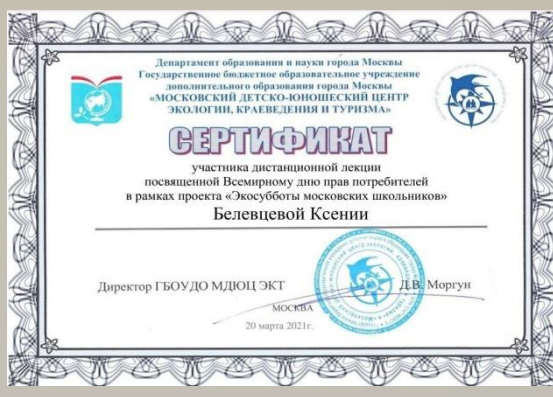 Департамент образования и науки города Москвы
Государственное бюджетное образовательное учреждение
дополнительного образования города Москвы
«МОСКОВСКИЙ ДЕТСКО-ЮНОШЕСКИЙ ЦЕНТР
ЭКОЛОГИИ, КРАЕВЕДЕНИЯ И ТУРИЗМА»
СЕРТИФИКАТ
участника дистанционной лекции
посвященной Всемирному дню прав потребителей
в рамках проекта «Экосубботы московских школьников»
Белевцевой Ксении
Директор ГБОУДО МДЮЦ ЭКТ Д.В. Моргун
МОСКВА
20 марта 2021г.